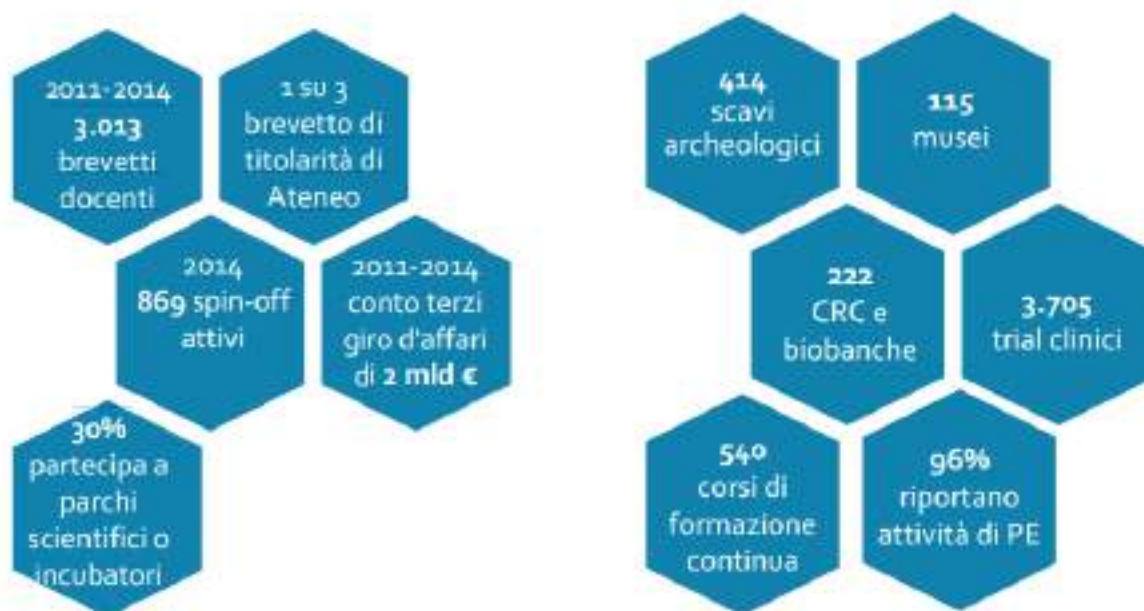 2011-2014
3.013
brevetti
docenti
1 su 3
brevetto di
titolarità di
Ateneo
2014
869 spin-off
attivi
2011-2014
conto terzi
giro d'affari
di 2 mld €
30%
partecipa a
parchi
scientifici o
incubatori
414
scavi
archeologici
115
musei
222
CRC e
biobanche
3.705
trial clinici
540
corsi di
formazione
continua
96%
riportano
attività di PE